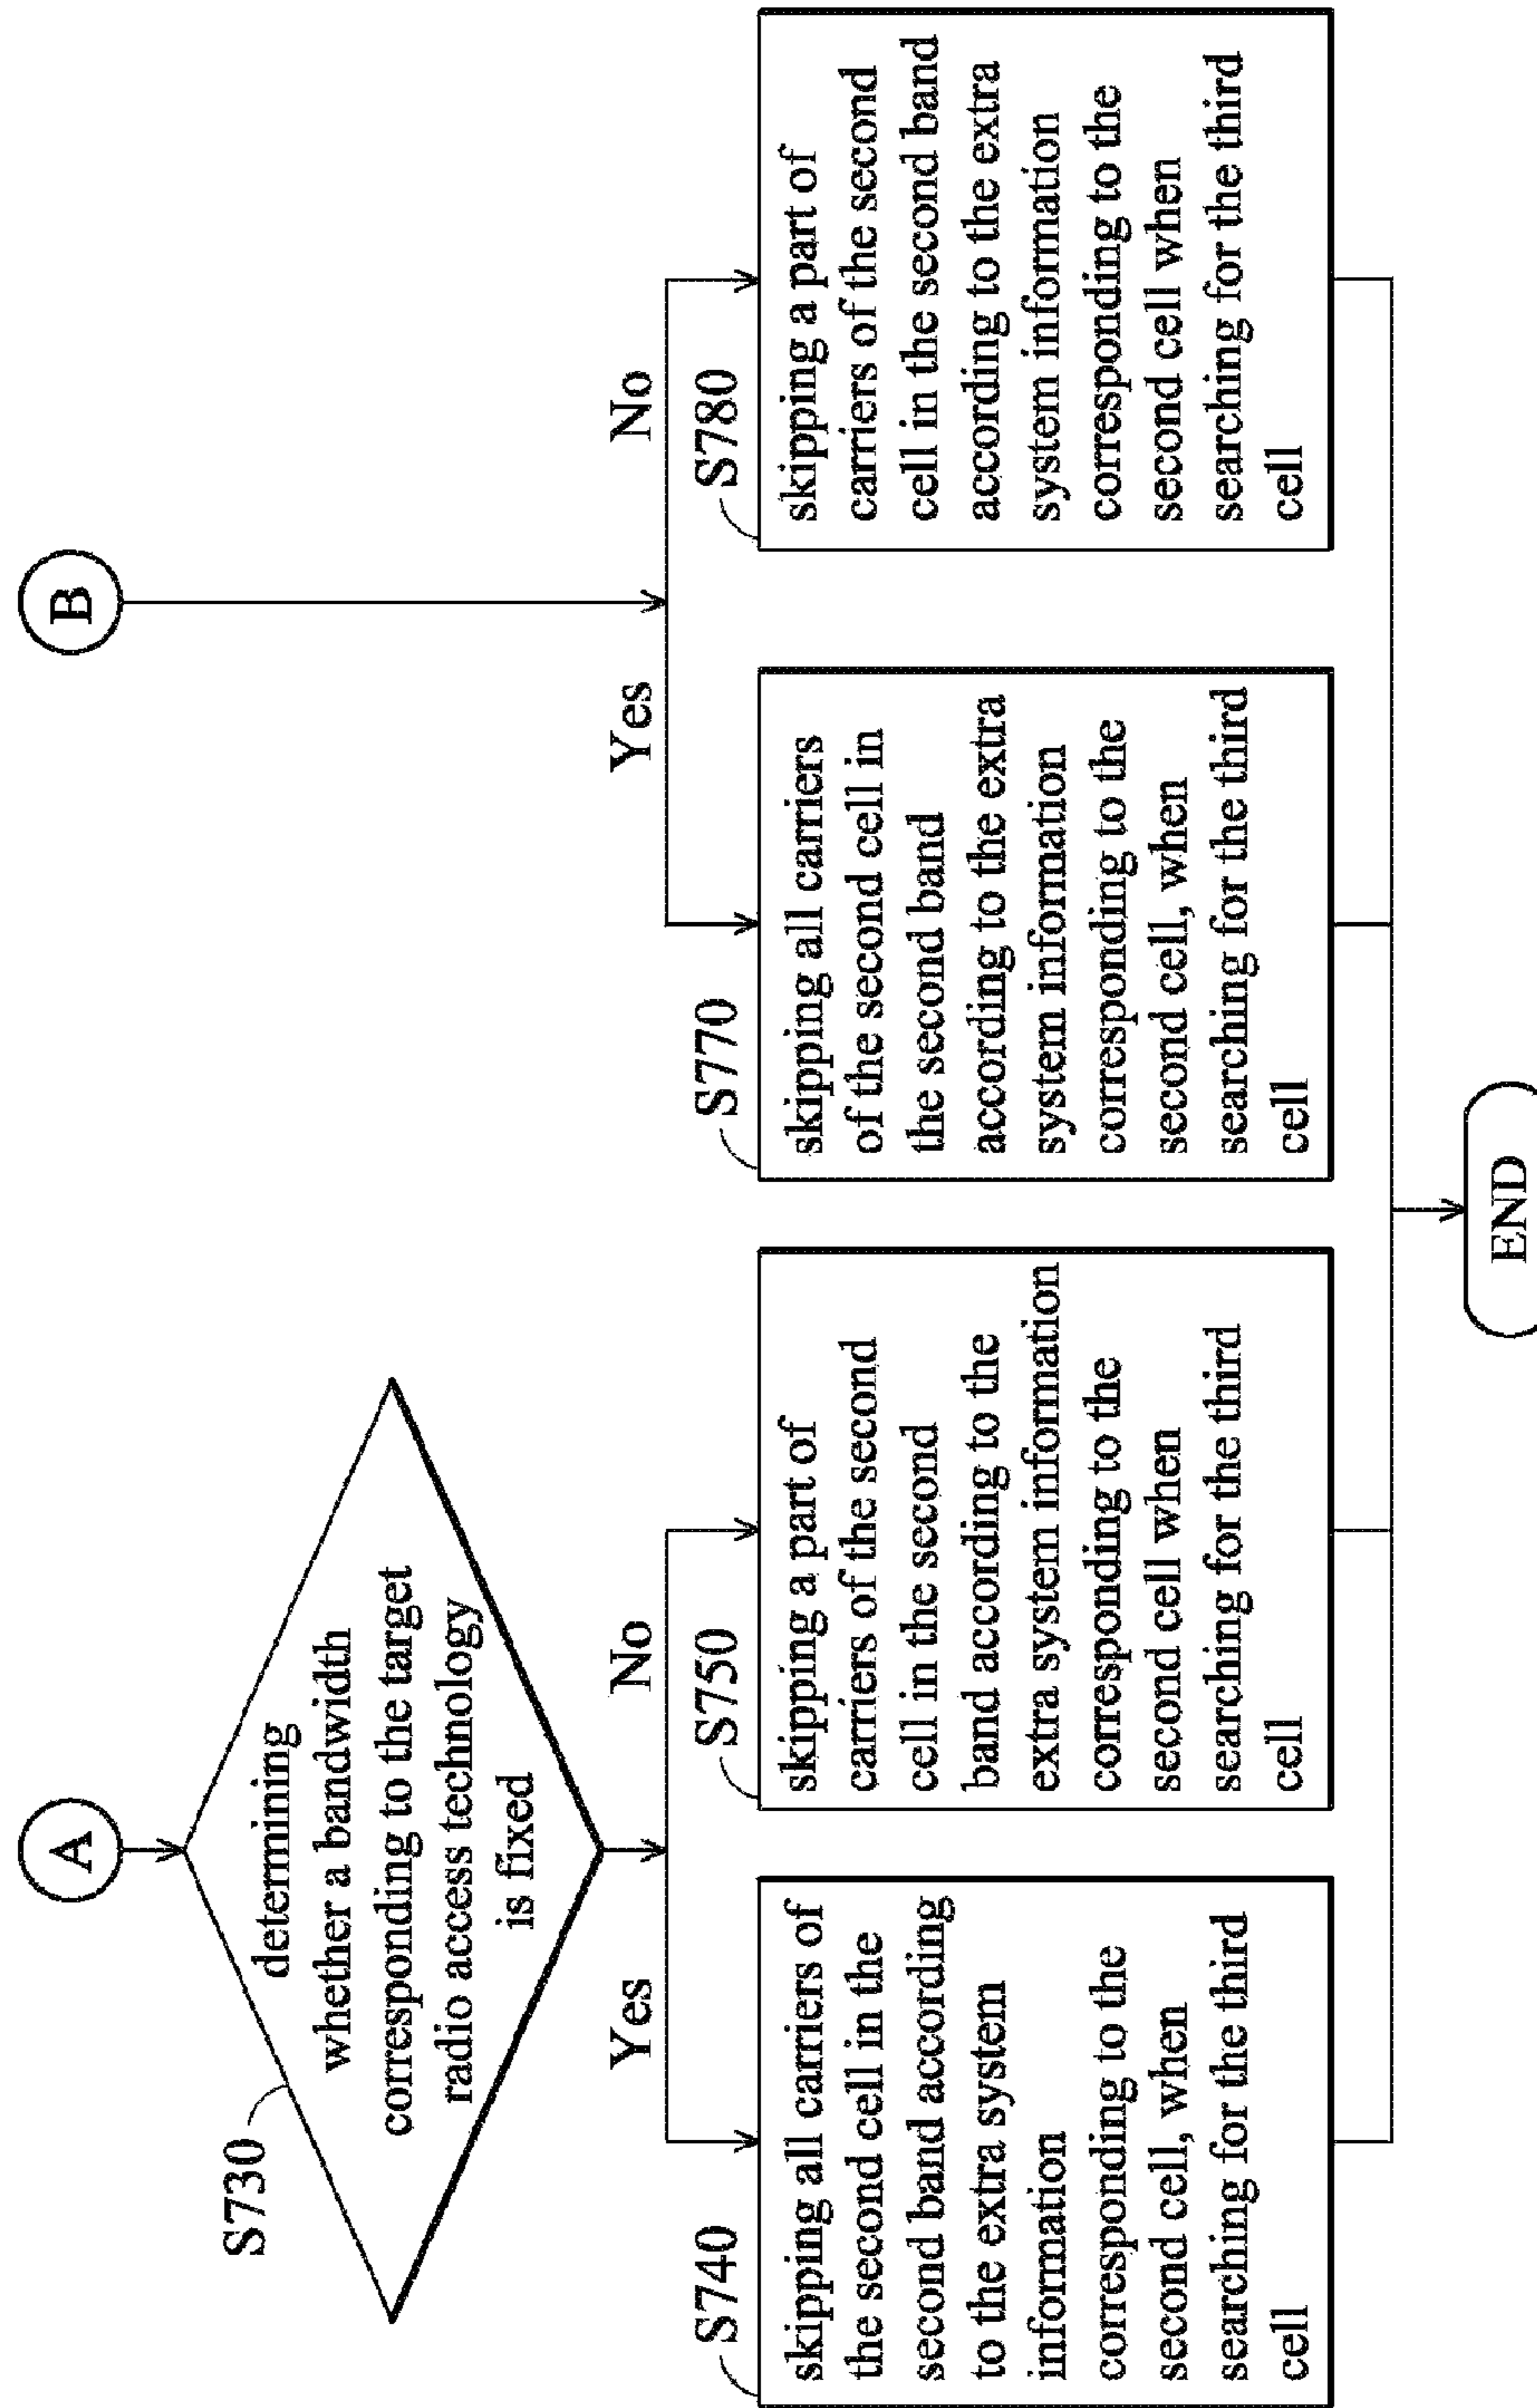 A
S730
determining
whether a bandwidth
corresponding to the target
radio access technology
is fixed
Yes
No
S740
skipping all carriers of
the second cell in the
second band according
to the extra system
information
corresponding to the
second cell, when
searching for the third
cell
S750
skipping a part of
carriers of the second
cell in the second
band according to the
extra system information
corresponding to the
second cell when
searching for the third
cell
B
Yes
No
S770
skipping all carriers
of the second cell in
the second band
according to the extra
system information
corresponding to the
second cell, when
searching for the third
cell
S780
skipping a part of
carriers of the second
cell in the second band
according to the extra
system information
corresponding to the
second cell when
searching for the third
cell
END